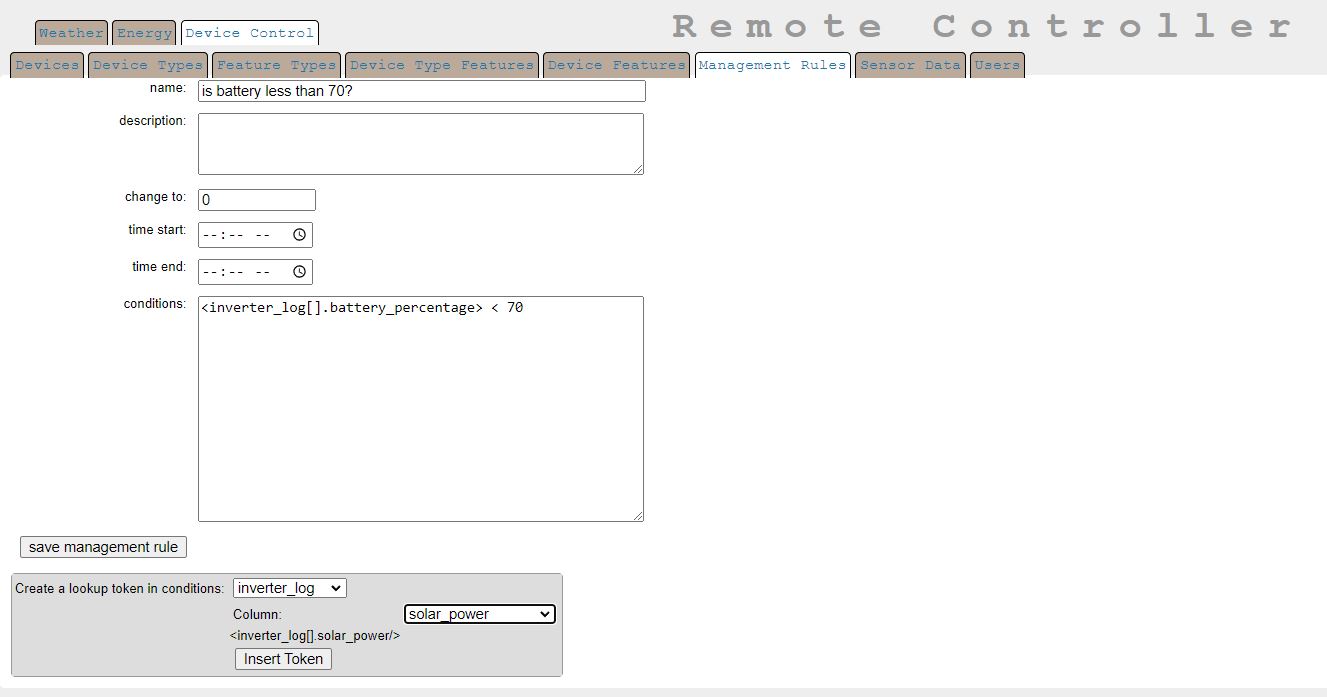 Remote Controller
Weather Energy Device Control
Devices Device Types Feature Types Device Type Features Device Features Management Rules Sensor Data Users
name: is battery less than 70?
description:
change to: 0
time start: --:-- --
time end: --:-- --
conditions: <inverter_log[].battery_percentage> < 70
save management rule
Create a lookup token in conditions: inverter_log
Column: solar_power
<inverter_log[].solar_power/>
Insert Token